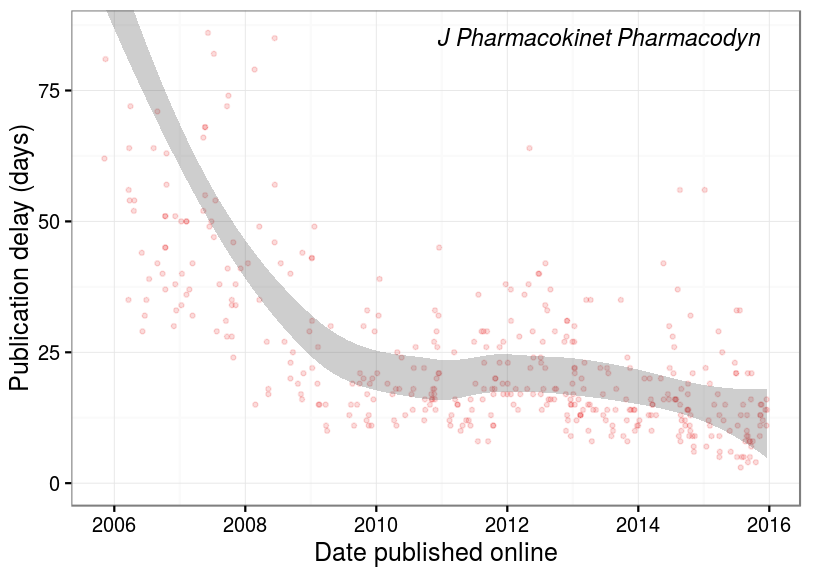 J Pharmacokinet Pharmacodyn
Publication delay (days)
75
50
25
0
2006 2008 2010 2012 2014 2016
Date published online